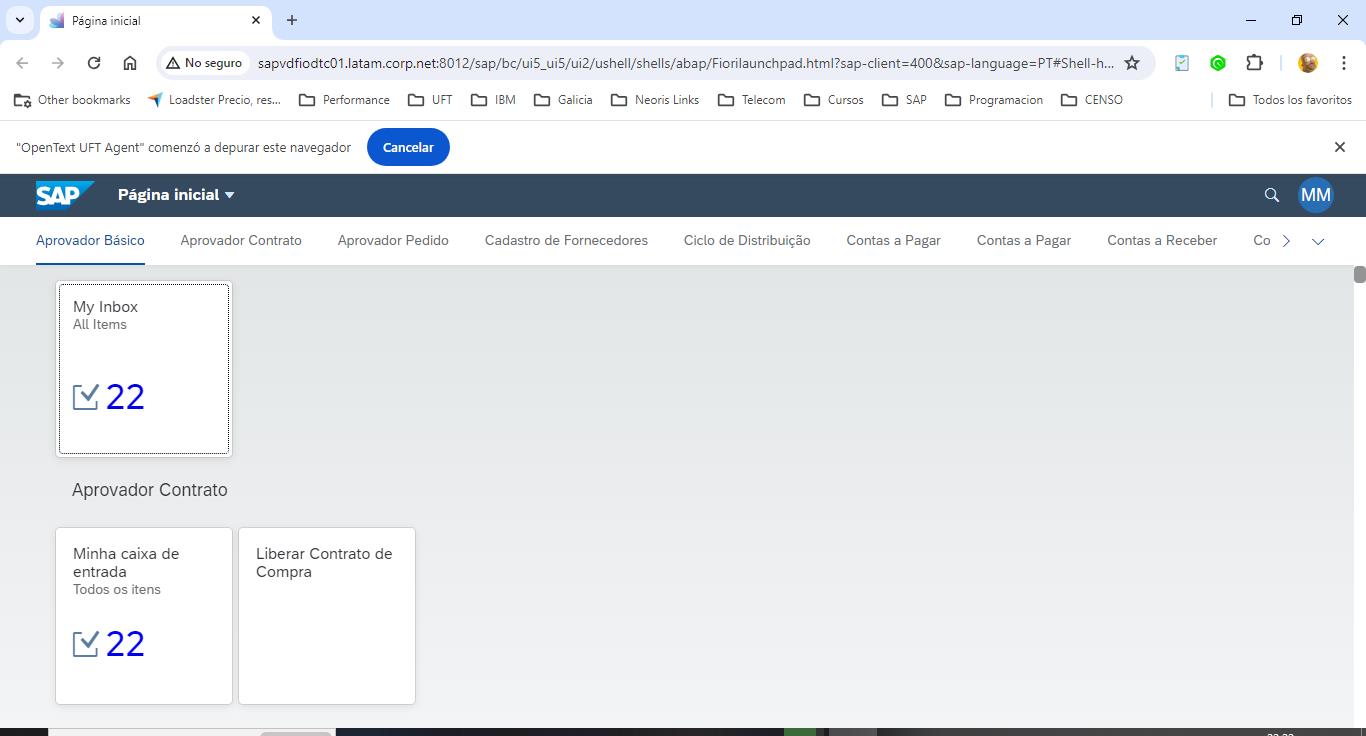 Página inicial
No seguro
sapvdfiodtc01.latam.corp.net:8012/sap/bc/ui5_ui5/ui2/ushell/shells/abap/Fiorilaunchpad.html?sap-client=400&sap-language=PT#Shell-h...
Other bookmarks
Loadster Precio, res...
Performance
UFT
IBM
Galicia
Neoris Links
Telecom
Cursos
SAP
Programacion
CENSO
Todos los favoritos
"OpenText UFT Agent" comenzó a depurar este navegador
Cancelar
SAP
Página inicial
MM
Aprovador Básico
Aprovador Contrato
Aprovador Pedido
Cadastro de Fornecedores
Ciclo de Distribuição
Contas a Pagar
Contas a Pagar
Contas a Receber
Co
My Inbox
All Items
22
Aprovador Contrato
Minha caixa de
entrada
Todos os itens
22
Liberar Contrato de
Compra